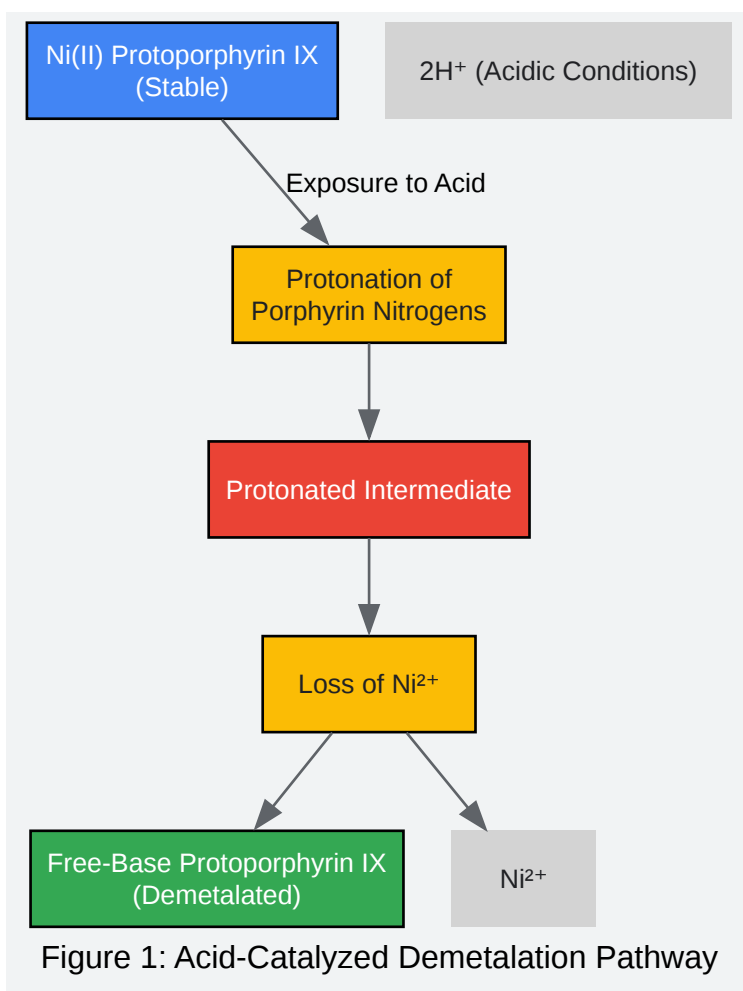 Ni(II) Protoporphyrin IX
(Stable)
2H⁺ (Acidic Conditions)
Exposure to Acid
Protonation of
Porphyrin Nitrogens
Protonated Intermediate
Loss of Ni²⁺
Free-Base Protoporphyrin IX
(Demetalated)
Ni²⁺
Figure 1: Acid-Catalyzed Demetalation Pathway